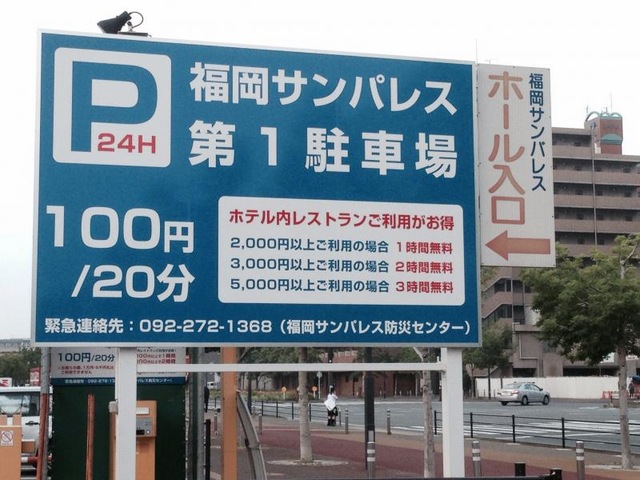 P
24H
福岡サンパレス
第1駐車場
100円
/20分
ホテル内レストランご利用がお得
2,000円以上ご利用の場合 1時間無料
3,000円以上ご利用の場合 2時間無料
5,000円以上ご利用の場合 3時間無料
緊急連絡先：092-272-1368（福岡サンパレス防災センター）
福岡サンパレス
ホール入口
100円/20分